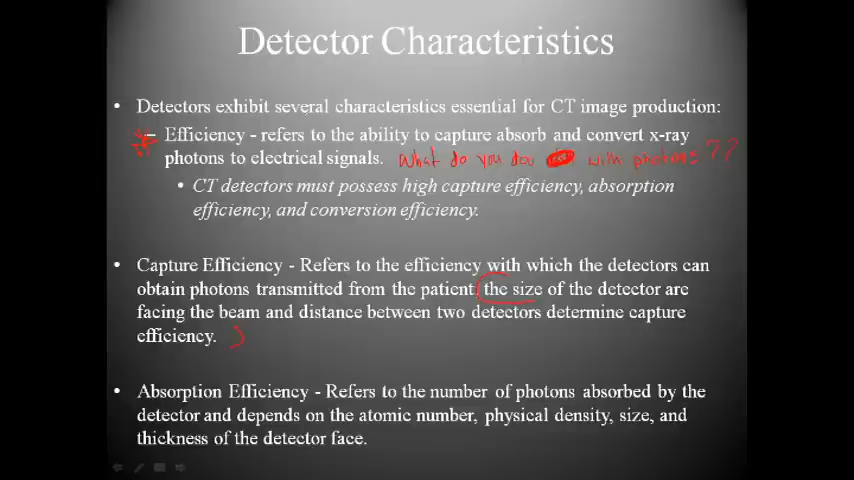 Detector Characteristics
• Detectors exhibit several characteristics essential for CT image production:
– Efficiency - refers to the ability to capture absorb and convert x-ray
photons to electrical signals. What do you dou with photons ??
• CT detectors must possess high capture efficiency, absorption
efficiency, and conversion efficiency.
• Capture Efficiency - Refers to the efficiency with which the detectors can
obtain photons transmitted from the patient the size of the detector are
facing the beam and distance between two detectors determine capture
efficiency.
• Absorption Efficiency - Refers to the number of photons absorbed by the
detector and depends on the atomic number, physical density, size, and
thickness of the detector face.